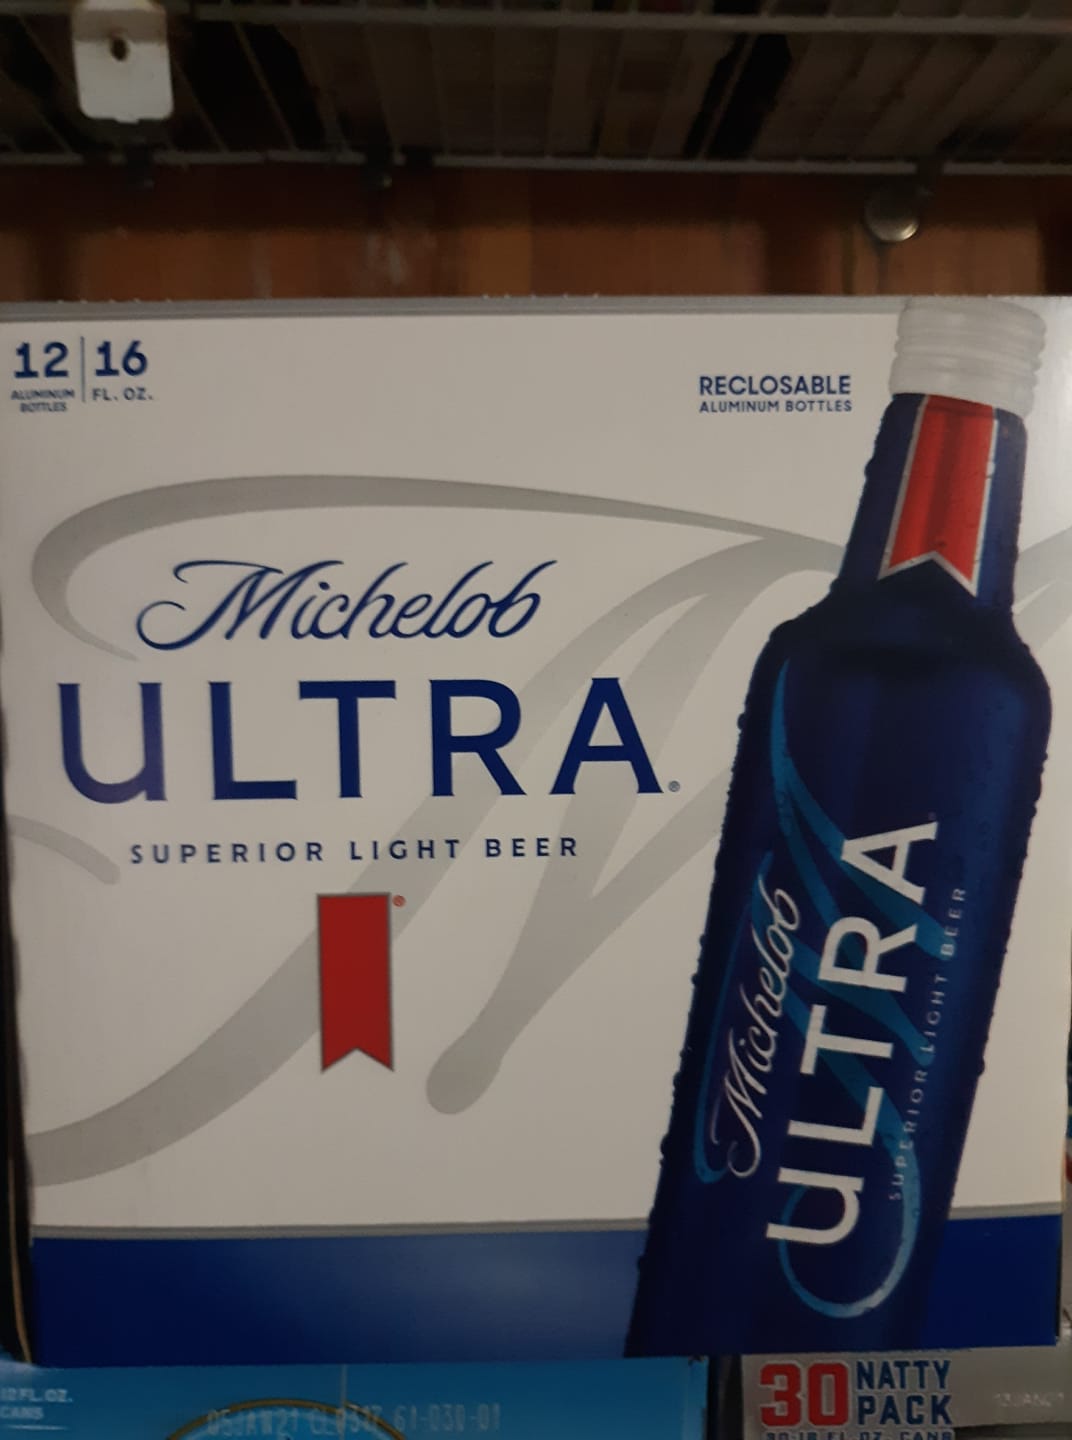 12 | 16
ALUMINUM BOTTLES
FL. OZ.
RECLOSABLE
ALUMINUM BOTTLES
Michelob
ULTRA®
SUPERIOR LIGHT BEER
Michelob
ULTRA
SUPERIOR LIGHT BEER
12 FL. OZ.
CANS
30 NATTY
PACK